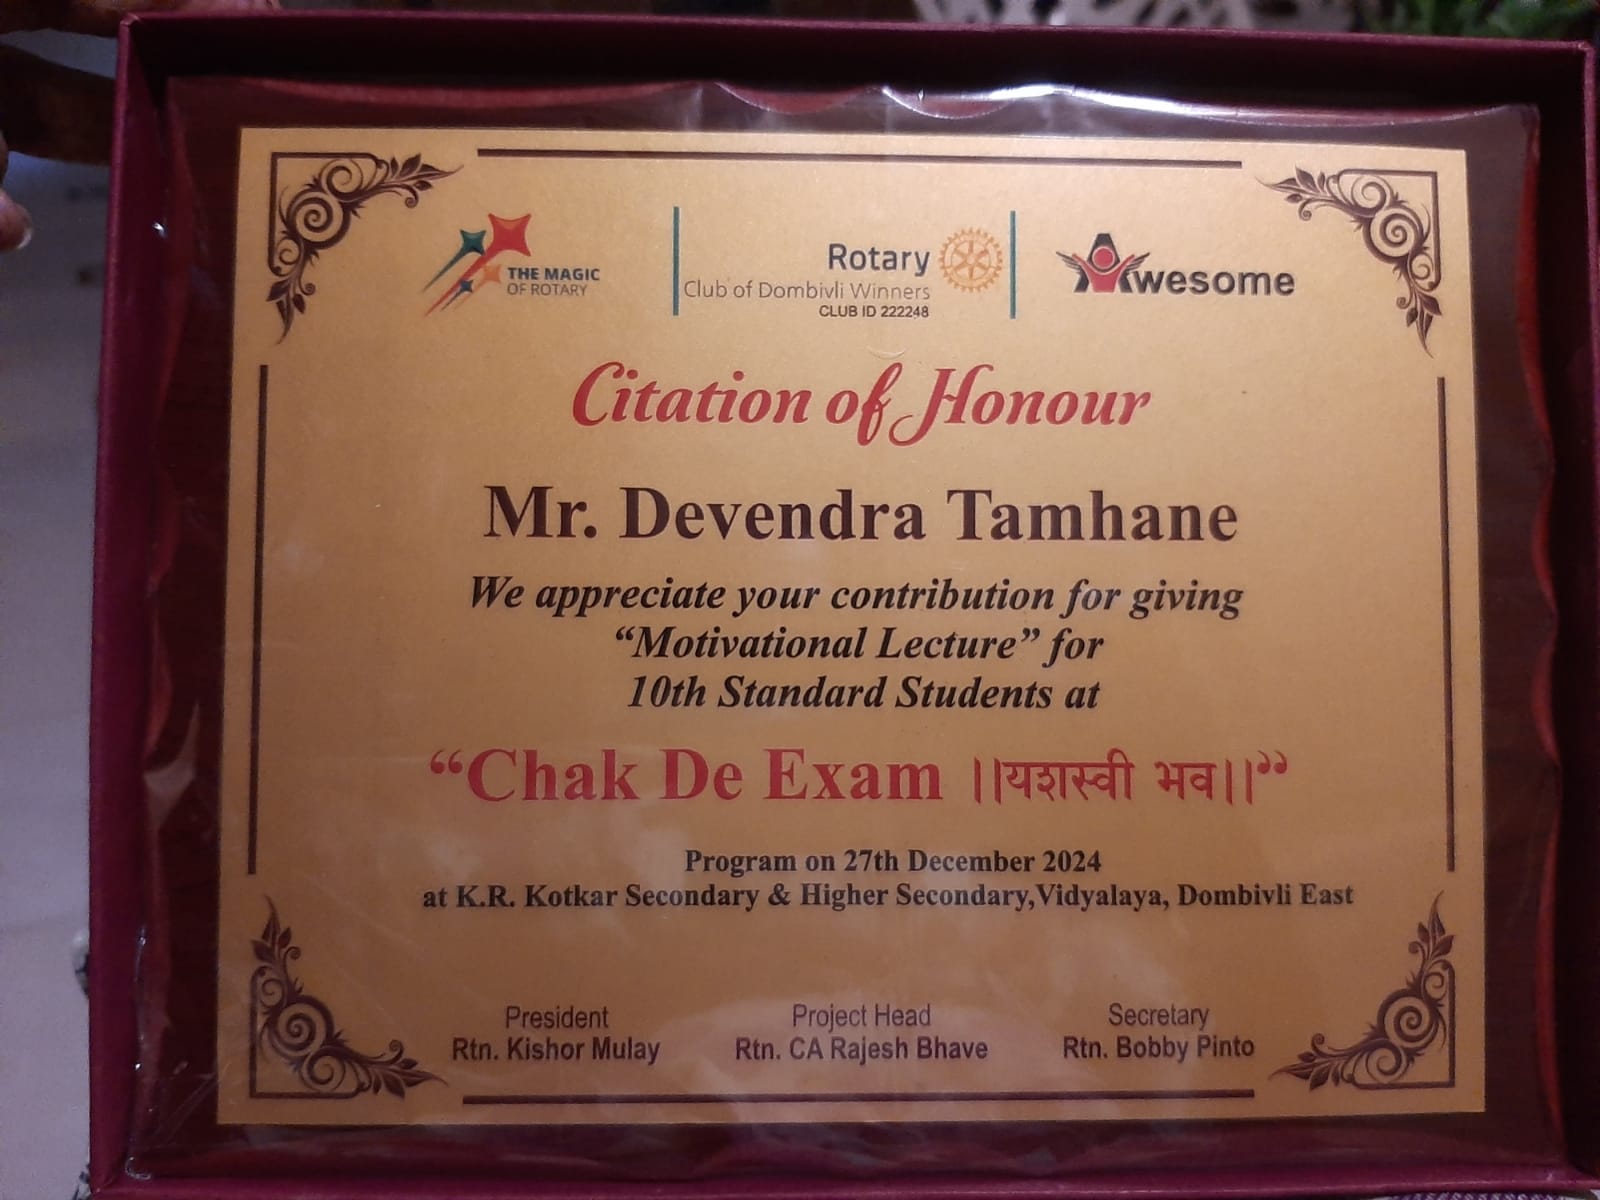 THE MAGIC
OF ROTARY
Rotary
Club of Dombivli Winners
CLUB ID 222248
Awesome
Citation of Honour
Mr. Devendra Tamhane
We appreciate your contribution for giving
“Motivational Lecture” for
10th Standard Students at
“Chak De Exam ||यशस्वी भव||”
Program on 27th December 2024
at K.R. Kotkar Secondary & Higher Secondary,Vidyalaya, Dombivli East
President
Rtn. Kishor Mulay
Project Head
Rtn. CA Rajesh Bhave
Secretary
Rtn. Bobby Pinto